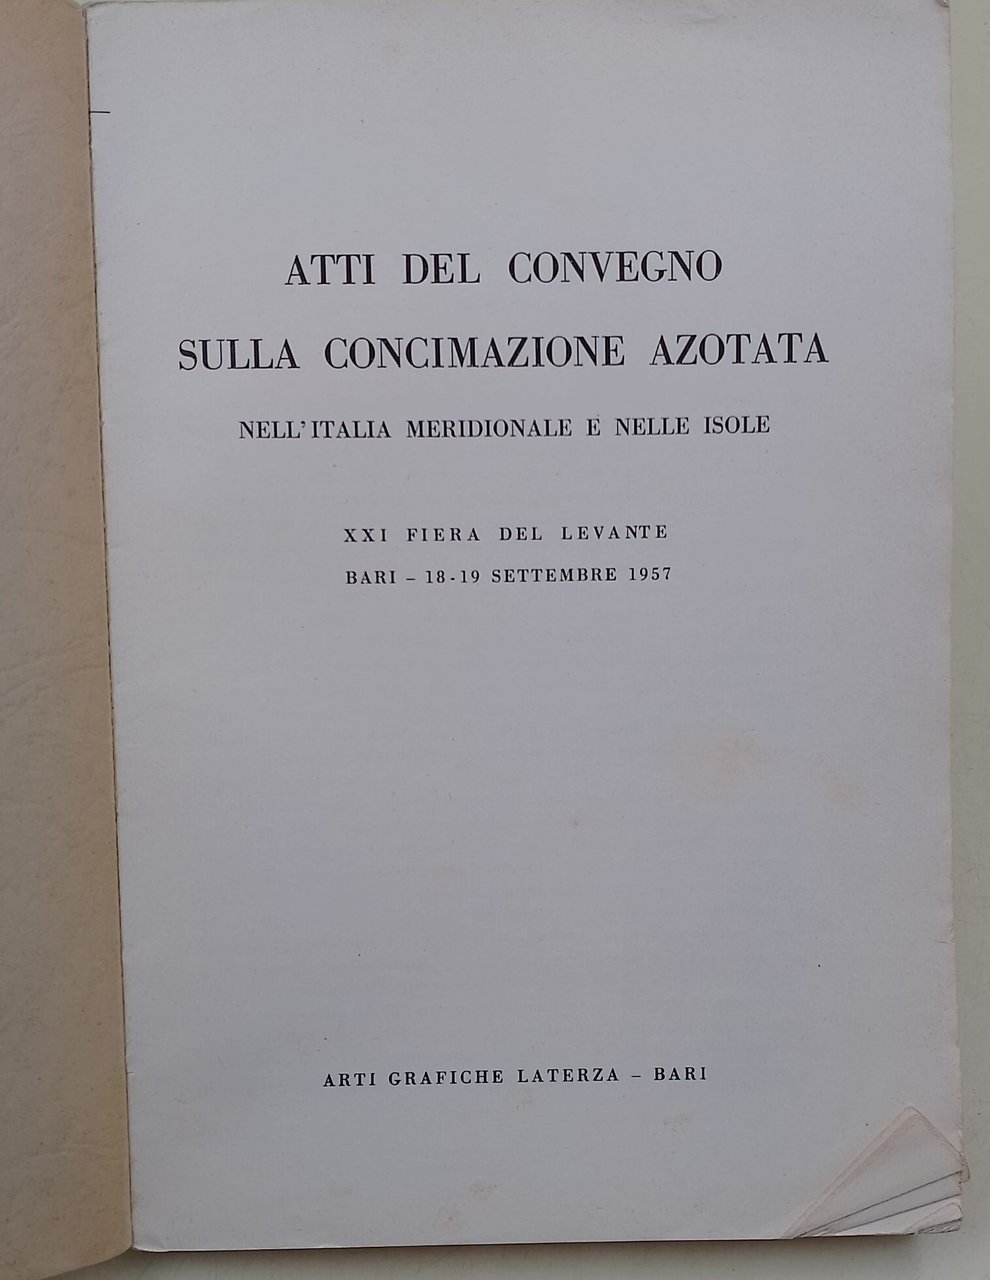 ATTI DEL CONVEGNO
SULLA CONCIMAZIONE AZOTATA
NELL'ITALIA MERIDIONALE E NELLE ISOLE
XXI FIERA DEL LEVANTE
BARI – 18-19 SETTEMBRE 1957
ARTI GRAFICHE LATERZA – BARI